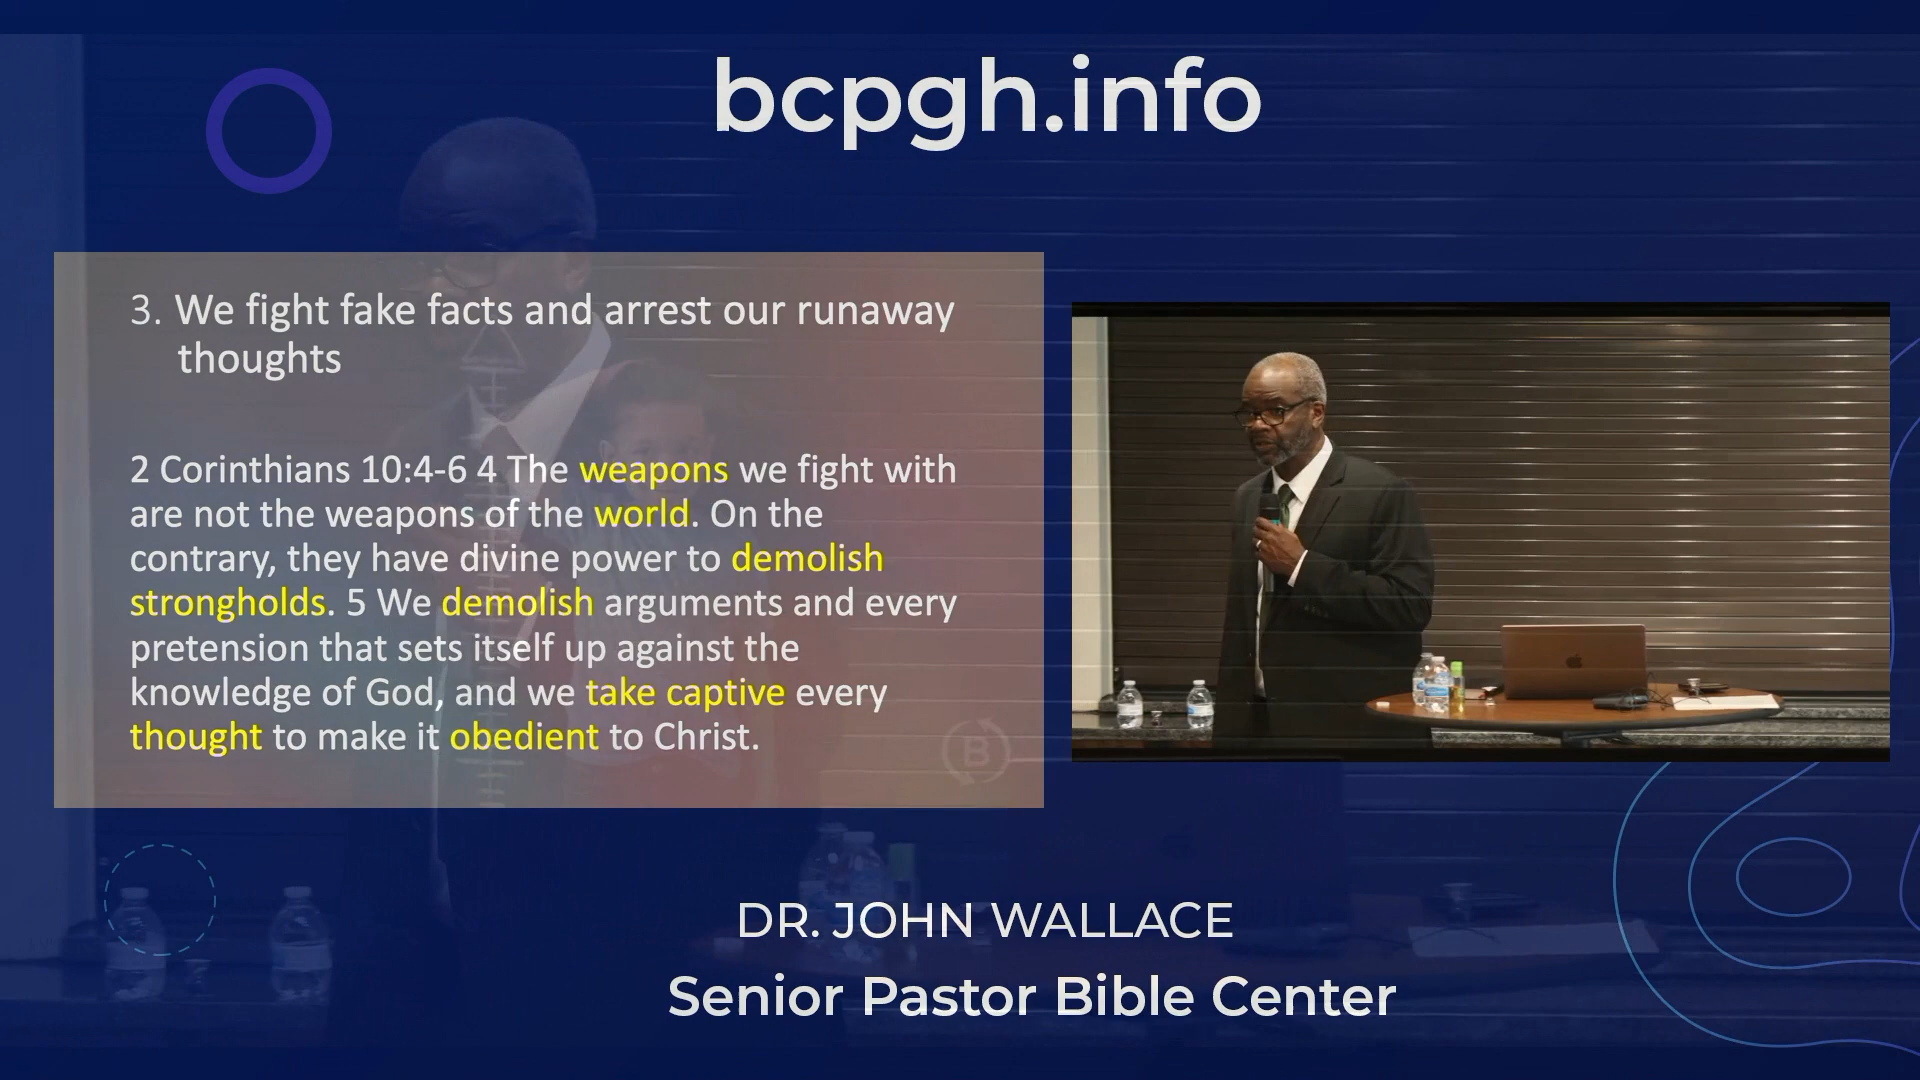 bcpgh.info
3. We fight fake facts and arrest our runaway
thoughts
2 Corinthians 10:4-6 4 The weapons we fight with
are not the weapons of the world. On the
contrary, they have divine power to demolish
strongholds. 5 We demolish arguments and every
pretension that sets itself up against the
knowledge of God, and we take captive every
thought to make it obedient to Christ.
B
DR. JOHN WALLACE
Senior Pastor Bible Center